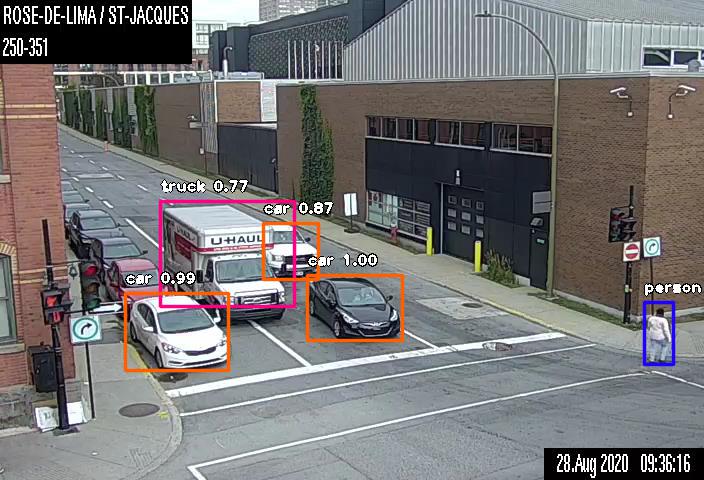 ROSE-DE-LIMA / ST-JACQUES
250-351
truck 0.77
car 0.87
U-HAUL
U-HAUL
car 1.00
car 0.99
person
28.Aug 2020 09:36:16